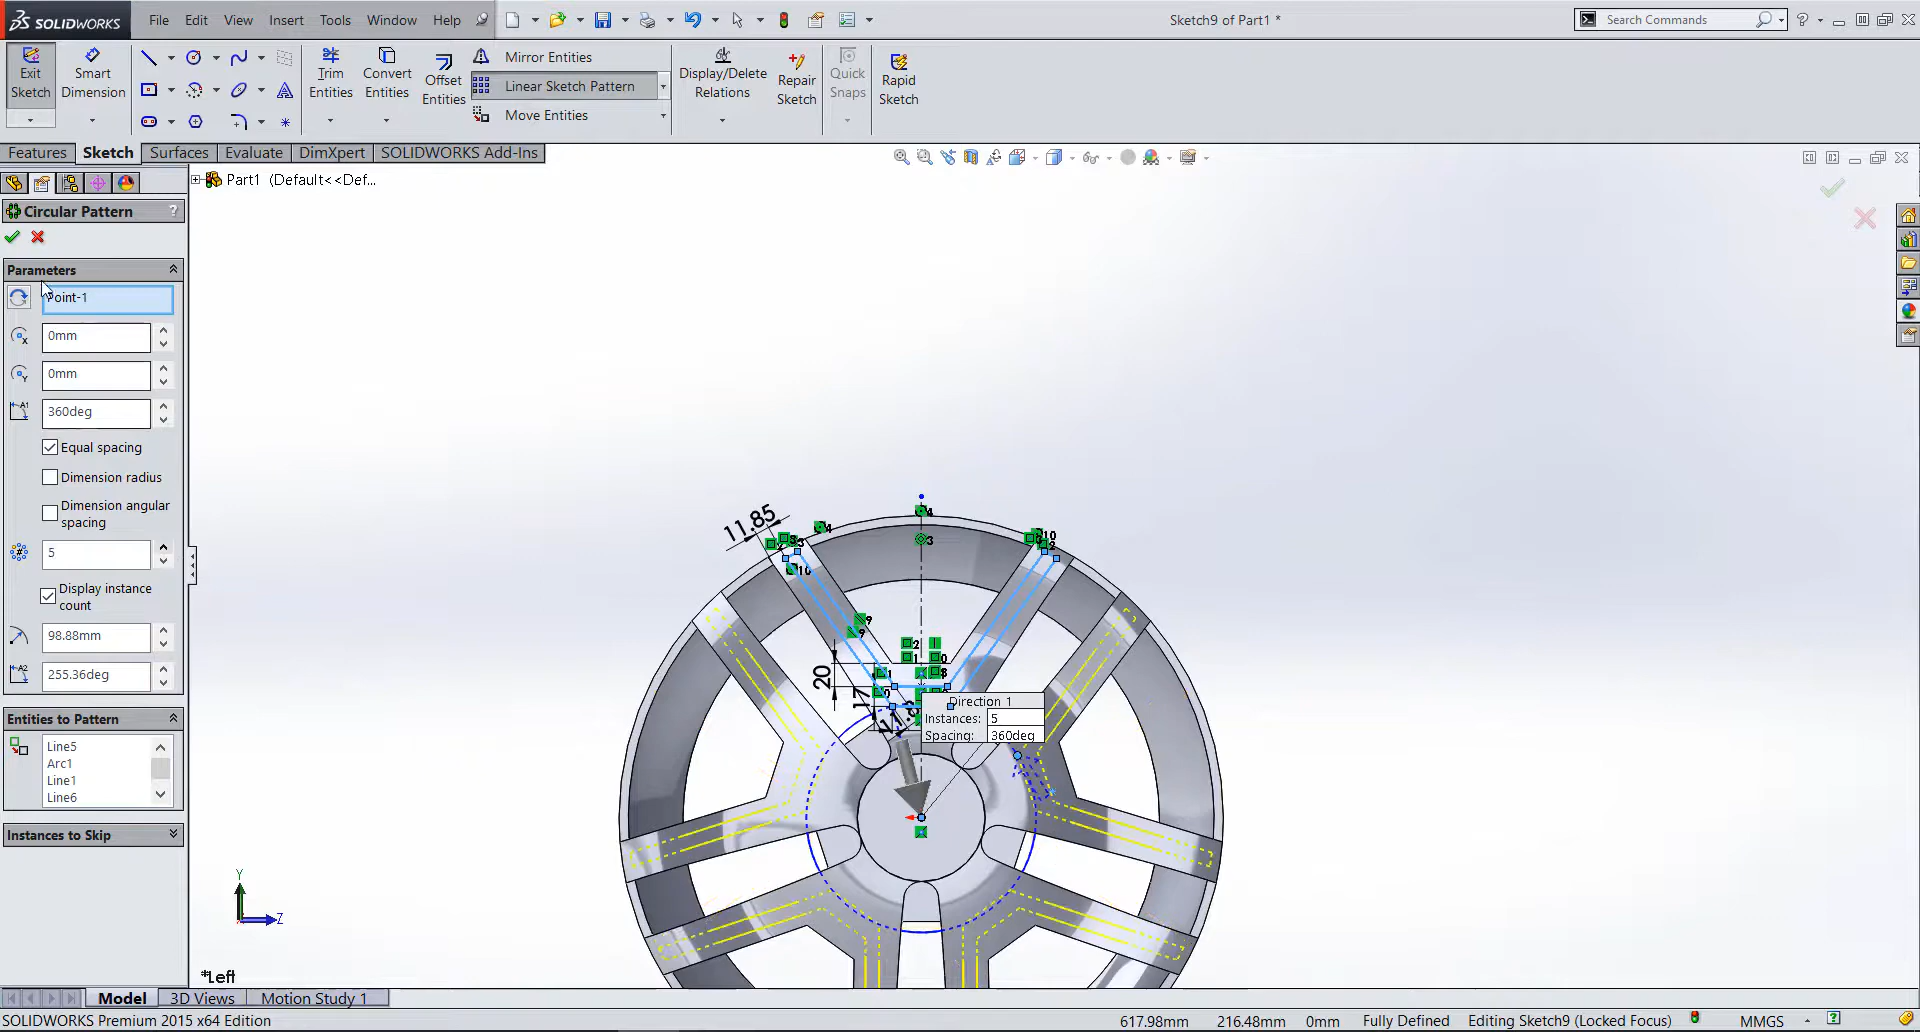 SOLIDWORKS
File Edit View Insert Tools Window Help
Sketch9 of Part1 *
Search Commands
Exit Sketch
Smart Dimension
Trim Entities
Convert Entities
Offset Entities
Mirror Entities
Linear Sketch Pattern
Move Entities
Display/Delete Relations
Repair Sketch
Quick Snaps
Rapid Sketch
Features Sketch Surfaces Evaluate DimXpert SOLIDWORKS Add-Ins
Part1 (Default<<Def...
Circular Pattern ?
Parameters
Point-1
0mm
0mm
360deg
Equal spacing
Dimension radius
Dimension angular spacing
5
Display instance count
98.88mm
255.36deg
Entities to Pattern
Line5
Arc1
Line1
Line6
Instances to Skip
11.85
20
17
Direction 1
Instances: 5
Spacing: 360deg
Y
Z
*Left
Model 3D Views Motion Study 1
SOLIDWORKS Premium 2015 x64 Edition
617.98mm 216.48mm 0mm Fully Defined Editing Sketch9 (Locked Focus) MMGS